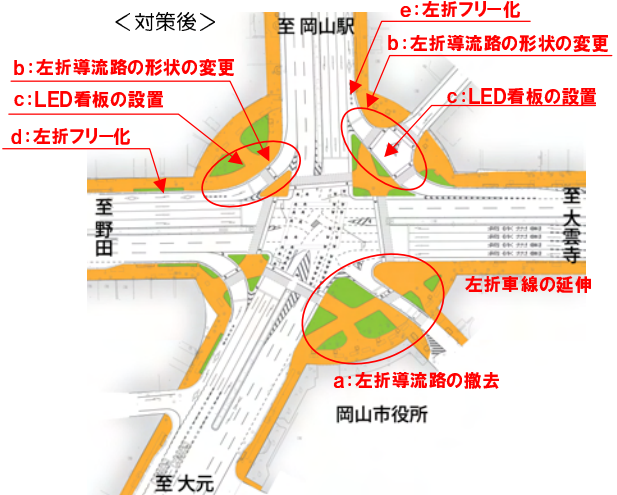 ＜対策後＞
至 岡山駅
e：左折フリー化
b：左折導流路の形状の変更
b：左折導流路の形状の変更
c：LED看板の設置
c：LED看板の設置
d：左折フリー化
至 野田
至 大雲寺
左折車線の延伸
a：左折導流路の撤去
岡山市役所
至 大元